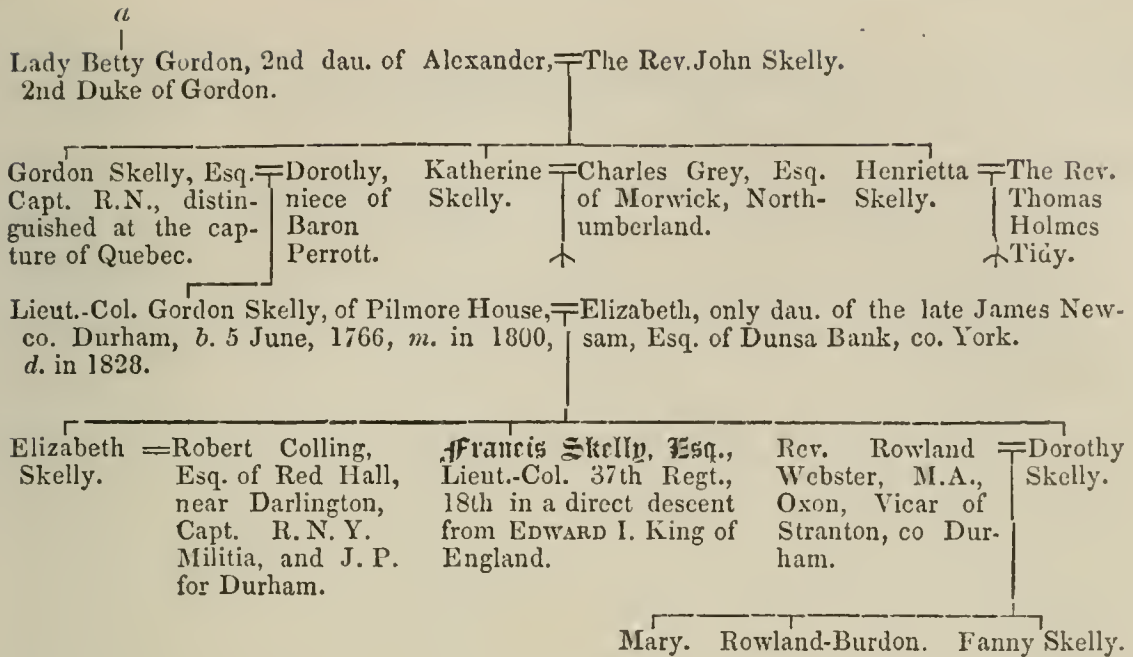 a
Lady Betty Gordon, 2nd dau. of Alexander,
2nd Duke of Gordon.
The Rev. John Skelly.
Gordon Skelly, Esq.
Capt. R.N., distin-
guished at the cap-
ture of Quebec.
Dorothy,
niece of
Baron
Perrott.
Katherine
Skelly.
Charles Grey, Esq.
of Morwick, North-
umberland.
Henrietta
Skelly.
The Rev.
Thomas
Holmes
Tidy.
Lieut.-Col. Gordon Skelly, of Pilmore House,
co. Durham, b. 5 June, 1766, m. in 1800,
d. in 1828.
Elizabeth, only dau. of the late James New-
sam, Esq. of Dunsa Bank, co. York.
Elizabeth
Skelly.
Robert Colling,
Esq. of Red Hall,
near Darlington,
Capt. R. N. Y.
Militia, and J. P.
for Durham.
Francis Skelly, Esq.,
Lieut.-Col. 37th Regt.,
18th in a direct descent
from EDWARD I. King of
England.
Rev. Rowland
Webster, M.A.,
Oxon, Vicar of
Stranton, co Dur-
ham.
Dorothy
Skelly.
Mary. Rowland-Burdon. Fanny Skelly.